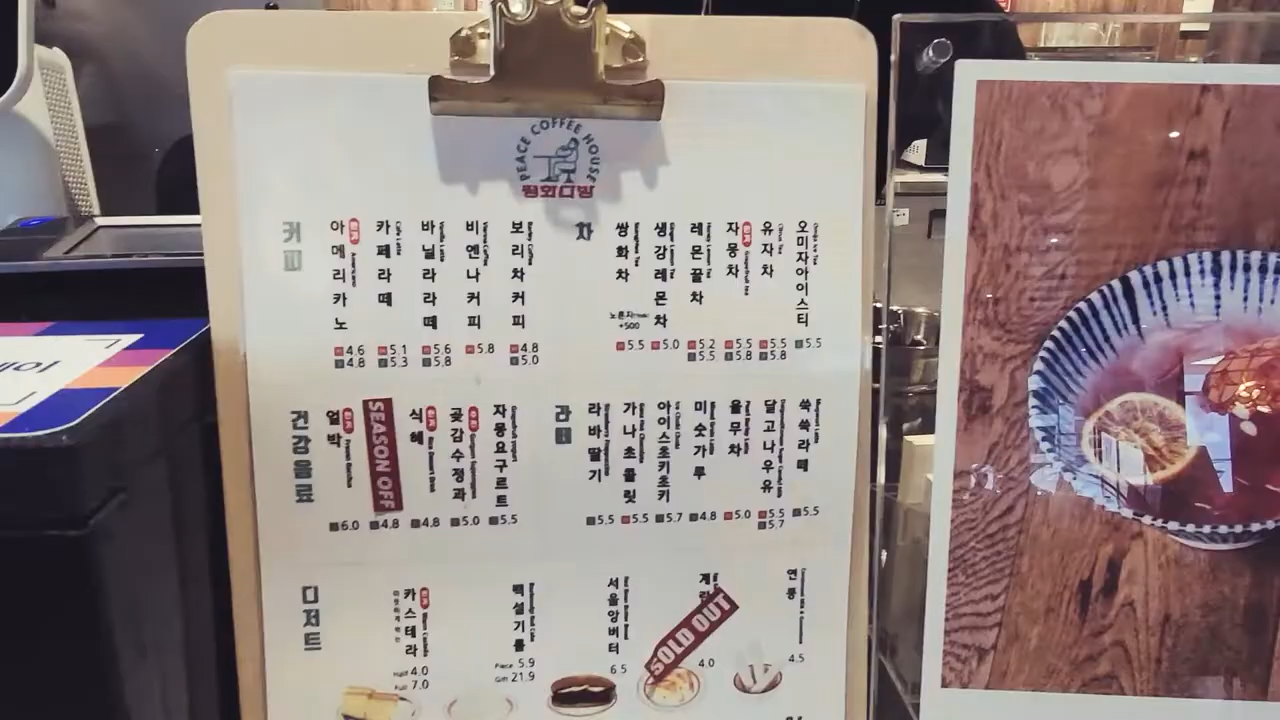 PEACE COFFEE HOUSE
평화다방
커피
아메리카노
4.6
4.8
카페라떼
5.1
5.3
바닐라라떼
5.6
5.8
비엔나커피
5.8
보리차커피
4.8
5.0
차
쌍화차
노른자
+500
5.5
생강레몬차
5.0
레몬꿀차
5.2
5.5
자몽차
5.5
5.8
유자차
5.5
5.8
오미자아이스티
5.5
건강음료
얼박
6.0
SEASON OFF
4.8
식혜
4.8
곶감수정과
5.0
자몽요구르트
5.5
라떼
라바딸기
5.5
가나초콜릿
5.5
아이스초키초키
5.7
미숫가루
4.8
율무차
5.0
달고나우유
5.5
5.7
쑥쑥라떼
5.5
디저트
카스테라
Half 4.0
Full 7.0
백설기롤
Piece 5.9
Gift 21.9
서울앙버터
6.5
SOLD OUT
4.0
4.5